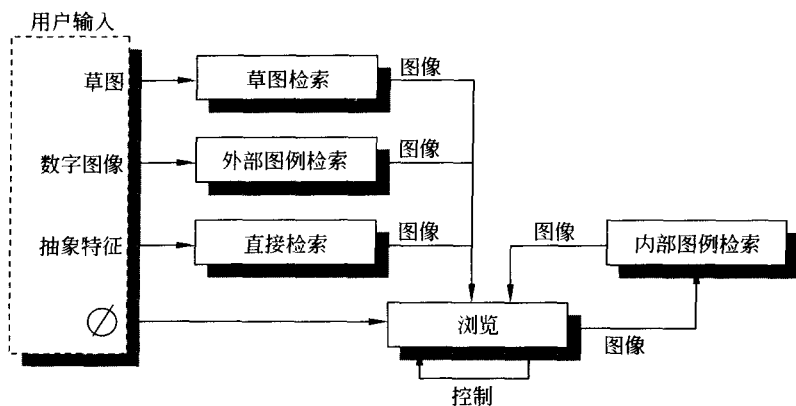 用户输入
草图
草图检索
图像
数字图像
外部图例检索
图像
抽象特征
直接检索
图像
图像
内部图例检索
∅
浏览
图像
控制